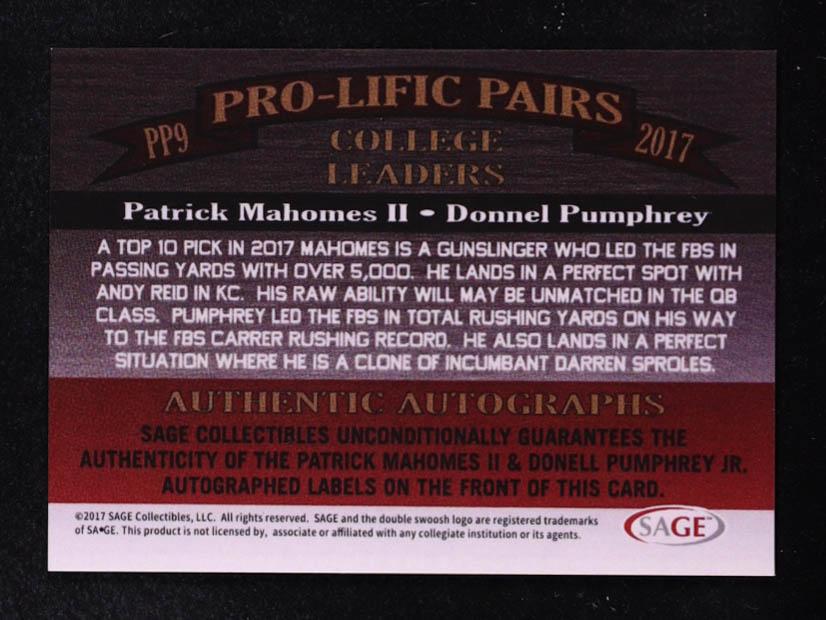 PRO-LIFIC PAIRS
PP9
2017
COLLEGE
LEADERS
Patrick Mahomes II • Donnel Pumphrey
A TOP 10 PICK IN 2017 MAHOMES IS A GUNSLINGER WHO LED THE FBS IN
PASSING YARDS WITH OVER 5,000. HE LANDS IN A PERFECT SPOT WITH
ANDY REID IN KC. HIS RAW ABILITY WILL MAY BE UNMATCHED IN THE QB
CLASS. PUMPHREY LED THE FBS IN TOTAL RUSHING YARDS ON HIS WAY
TO THE FBS CARRER RUSHING RECORD. HE ALSO LANDS IN A PERFECT
SITUATION WHERE HE IS A CLONE OF INCUMBANT DARREN SPROLES.
AUTHENTIC AUTOGRAPHS
SAGE COLLECTIBLES UNCONDITIONALLY GUARANTEES THE
AUTHENTICITY OF THE PATRICK MAHOMES II & DONELL PUMPHREY JR.
AUTOGRAPHED LABELS ON THE FRONT OF THIS CARD.
©2017 SAGE Collectibles, LLC. All rights reserved. SAGE and the double swoosh logo are registered trademarks
of SA•GE. This product is not licensed by, associate or affiliated with any collegiate institution or its agents.
SAGE™